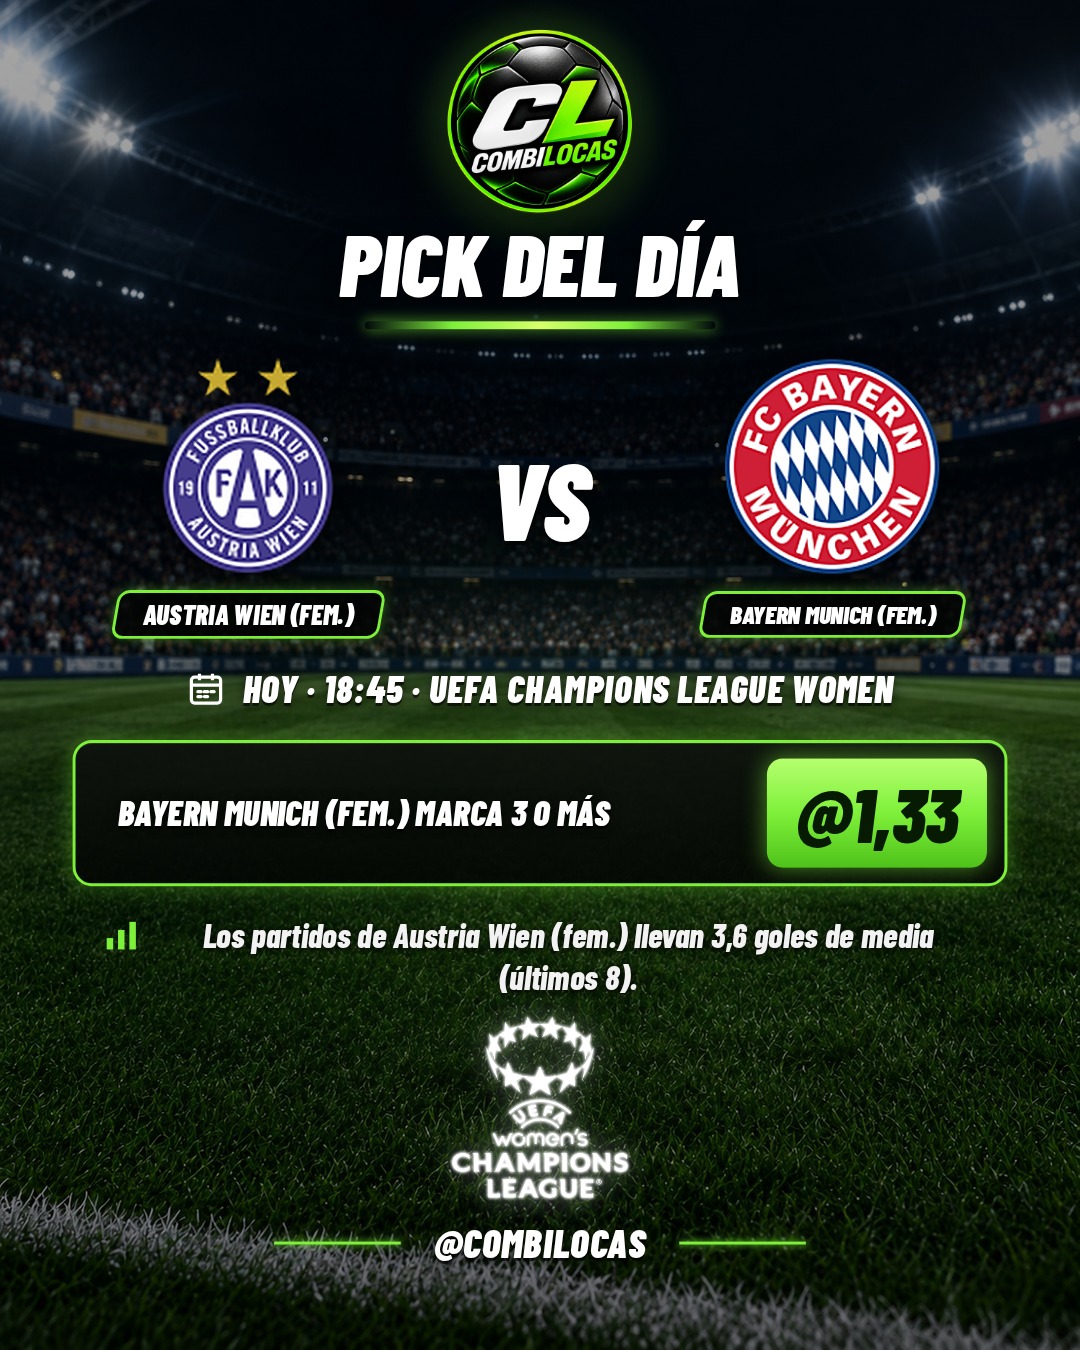 CL
COMBILOCAS
PICK DEL DÍA
FUSSBALLKLUB
19 FAK 11
AUSTRIA WIEN
FC BAYERN
MÜNCHEN
VS
AUSTRIA WIEN (FEM.)
BAYERN MUNICH (FEM.)
HOY · 18:45 · UEFA CHAMPIONS LEAGUE WOMEN
BAYERN MUNICH (FEM.) MARCA 3 O MÁS
@1,33
Los partidos de Austria Wien (fem.) llevan 3,6 goles de media
(últimos 8).
UEFA
women's
CHAMPIONS
LEAGUE®
@COMBILOCAS